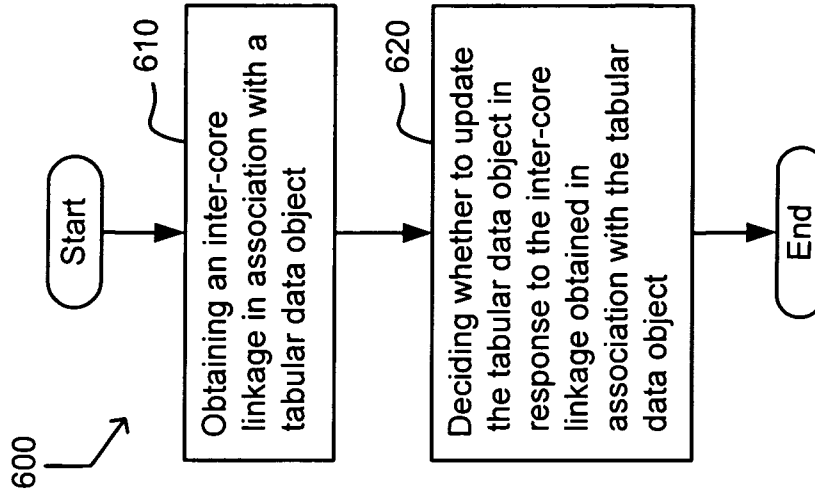 600
Start
610
Obtaining an inter-core
linkage in association with a
tabular data object
620
Deciding whether to update
the tabular data object in
response to the inter-core
linkage obtained in
association with the tabular
data object
End